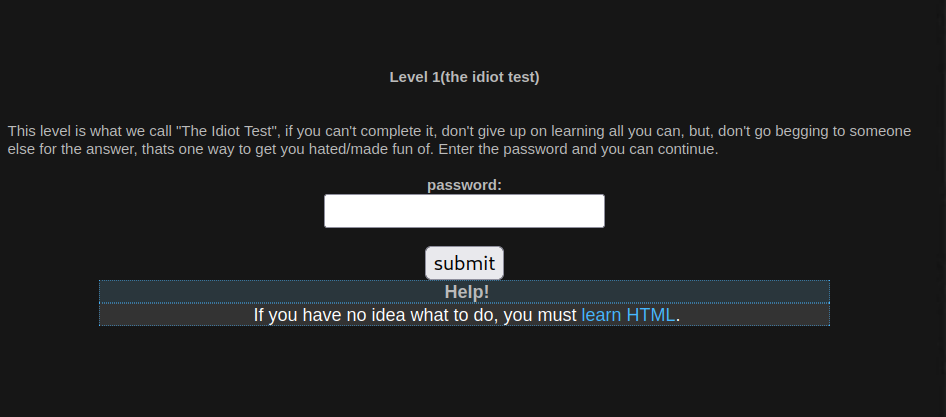 Level 1(the idiot test)
This level is what we call "The Idiot Test", if you can't complete it, don't give up on learning all you can, but, don't go begging to someone
else for the answer, thats one way to get you hated/made fun of. Enter the password and you can continue.
password:
submit
Help!
If you have no idea what to do, you must learn HTML.